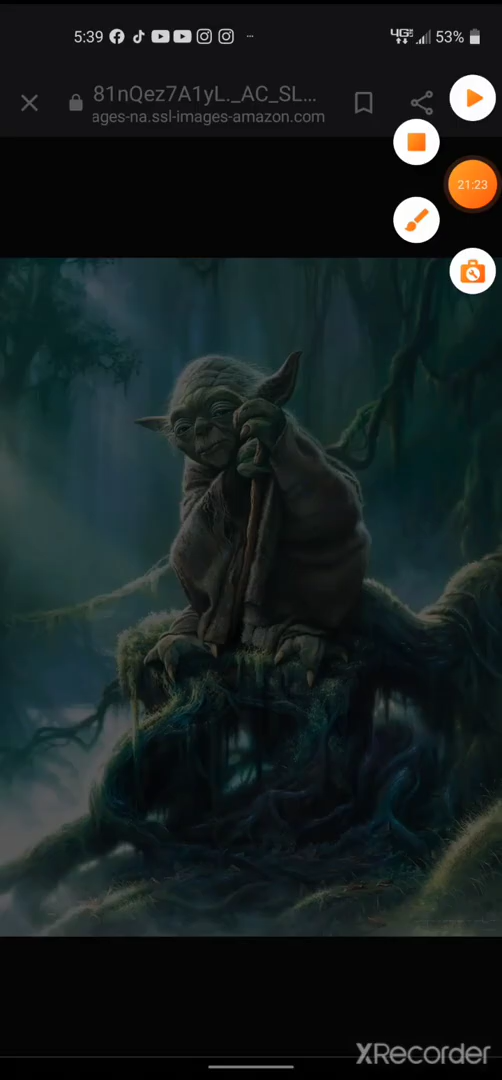 5:39
4G 53%
81nQez7A1yL._AC_SL...
ages-na.ssl-images-amazon.com
21:23
XRecorder